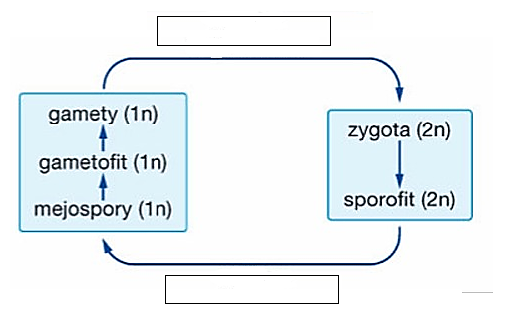 gamety (1n)
gametofit (1n)
mejospory (1n)
zygota (2n)
sporofit (2n)